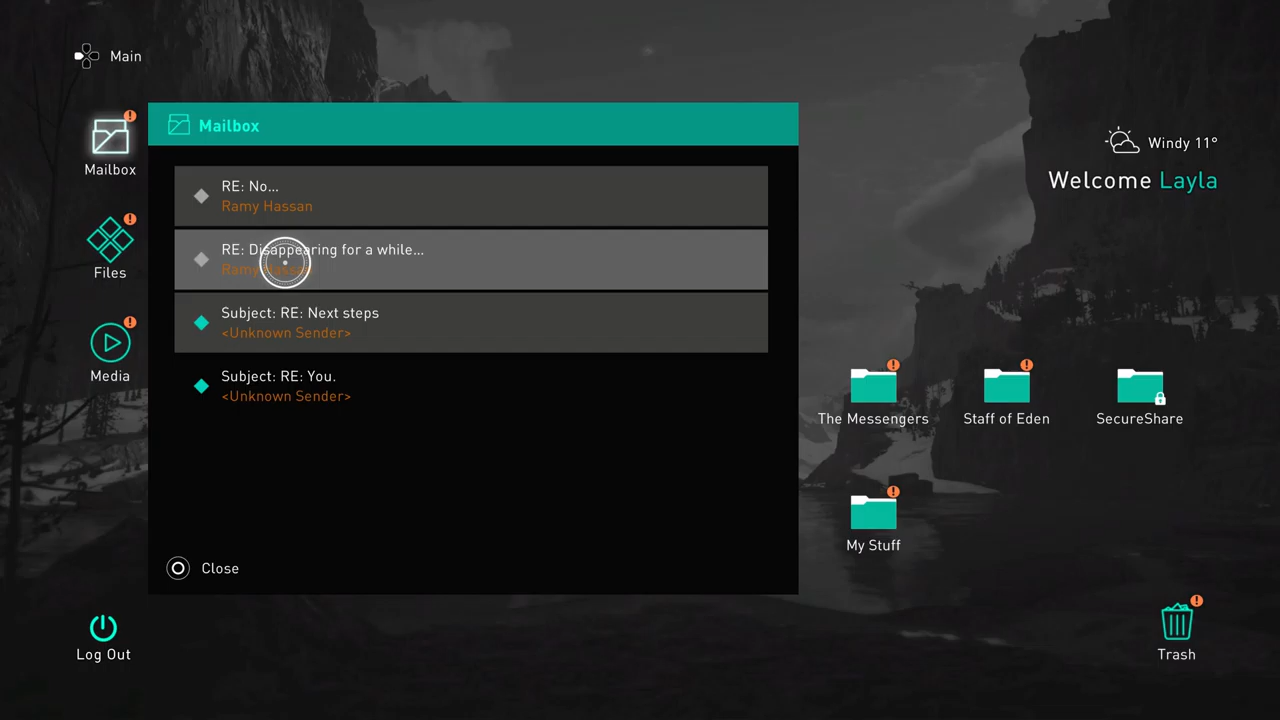 Main
Mailbox
Files
Media
Mailbox
RE: No...
Ramy Hassan
RE: Disappearing for a while...
Ramy Hassan
Subject: RE: Next steps
<Unknown Sender>
Subject: RE: You.
<Unknown Sender>
Close
Log Out
Windy 11°
Welcome Layla
The Messengers
Staff of Eden
SecureShare
My Stuff
Trash